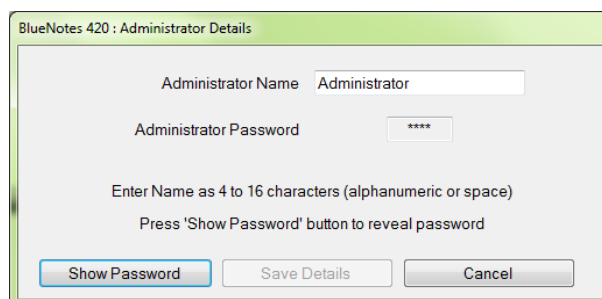 BlueNotes 420 : Administrator Details
Administrator Name Administrator
Administrator Password ****
Enter Name as 4 to 16 characters (alphanumeric or space)
Press 'Show Password' button to reveal password
Show Password Save Details Cancel